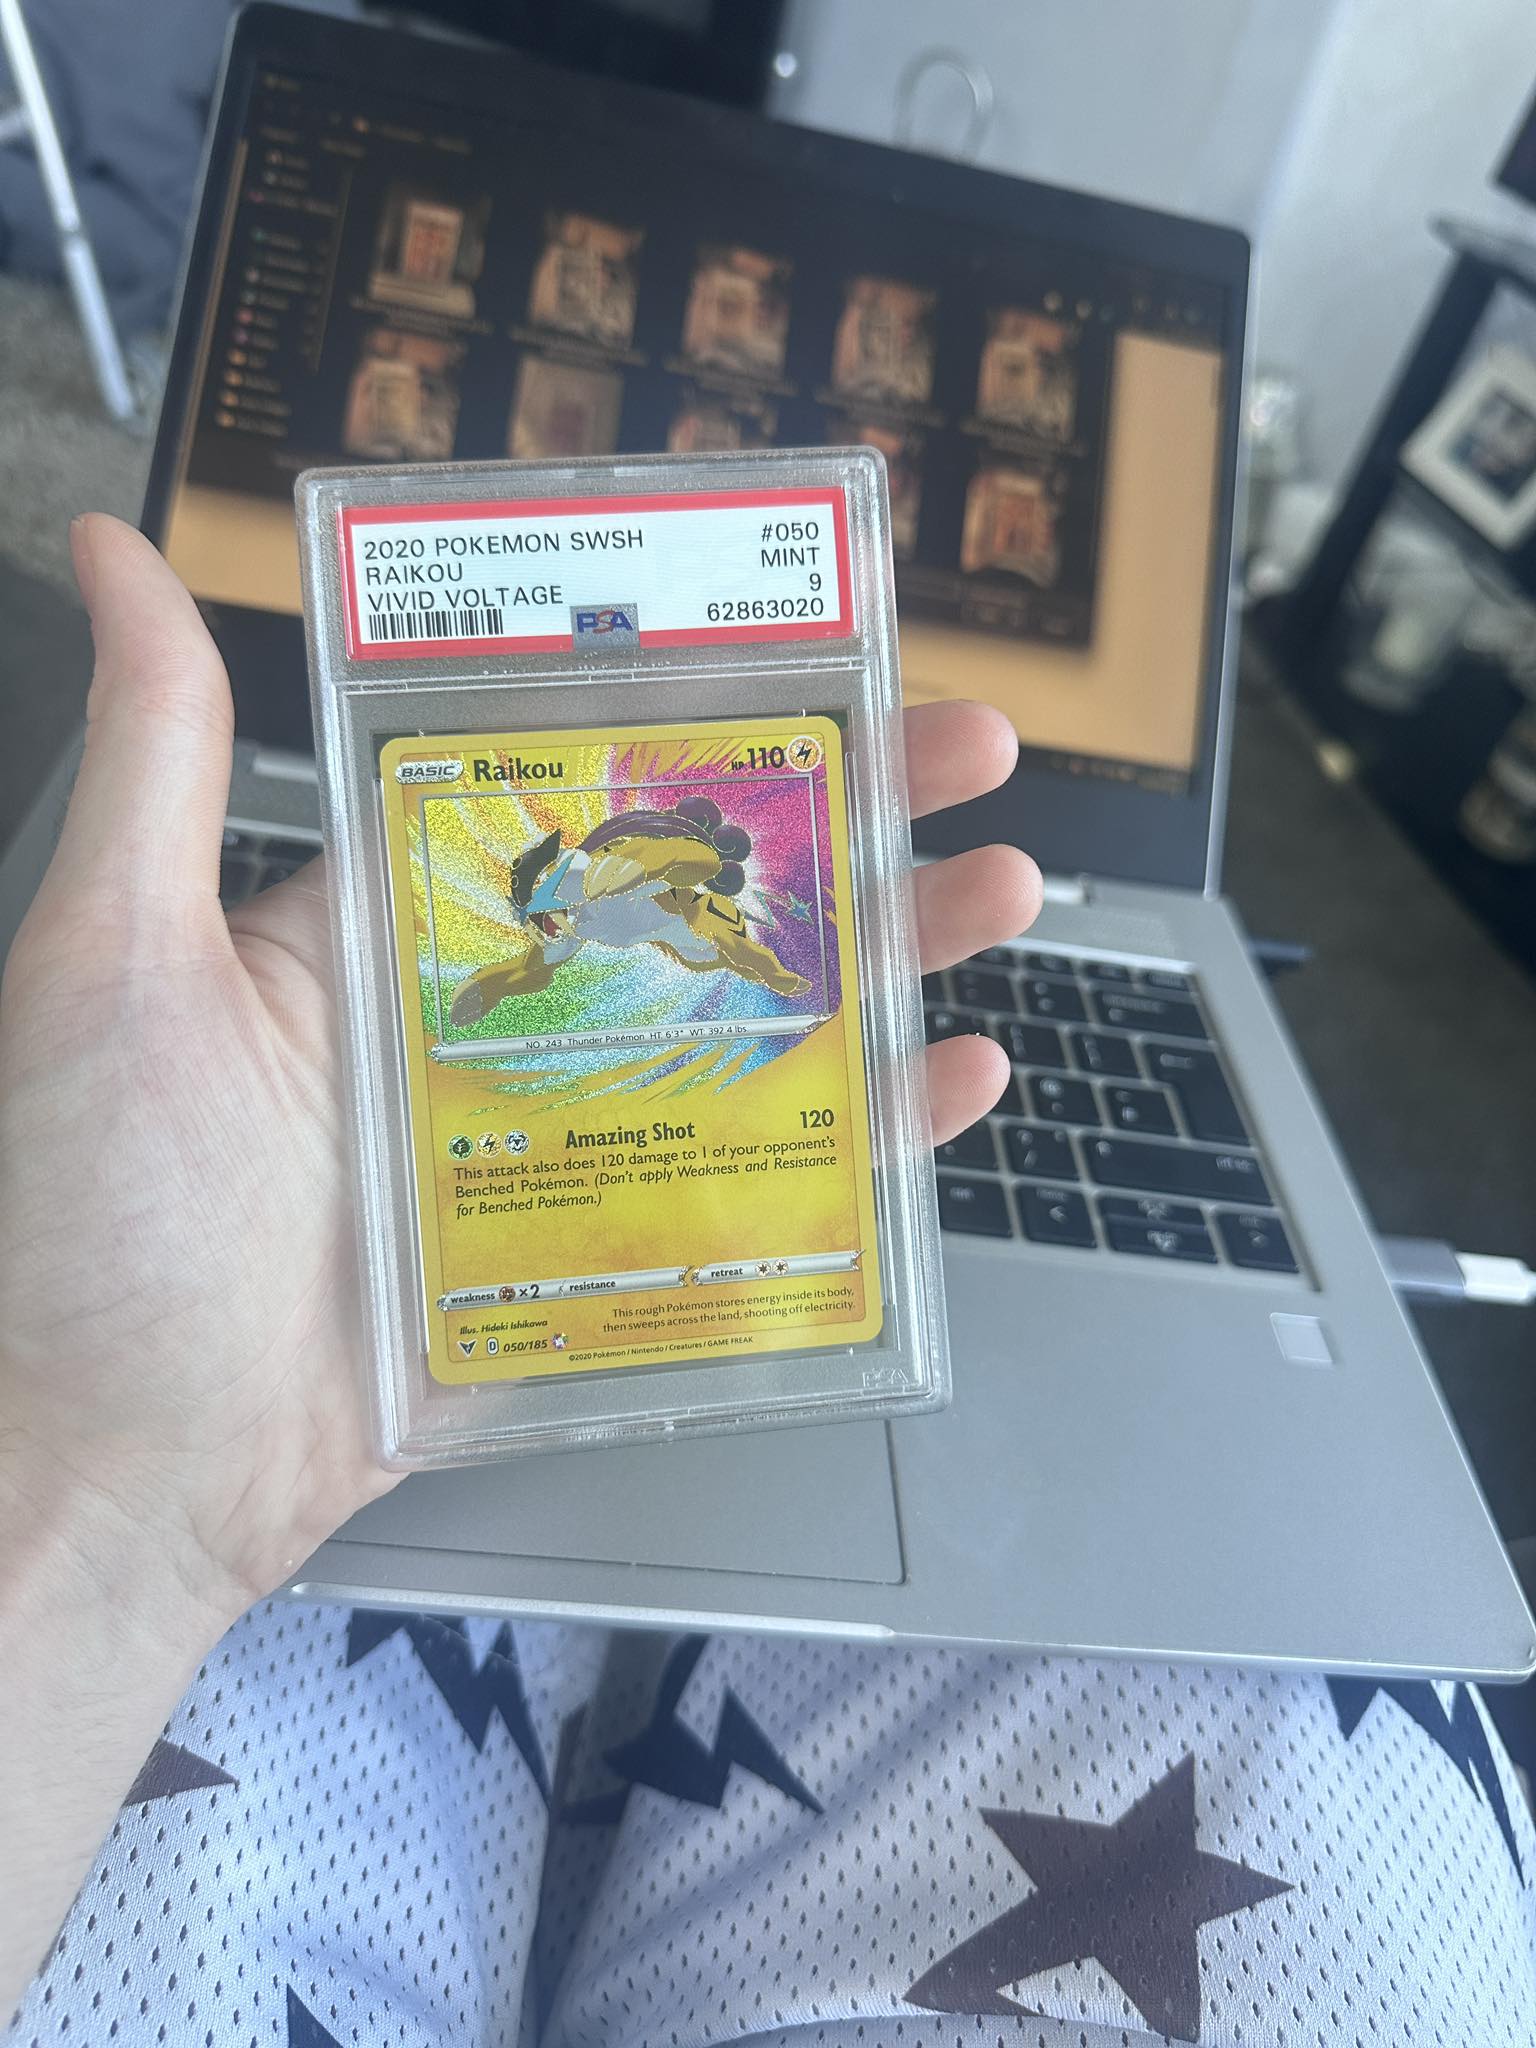 2020 POKEMON SWSH #050
RAIKOU MINT
VIVID VOLTAGE 9
PSA 62863020
BASIC Raikou HP 110
NO. 243 Thunder Pokémon HT 6'3" WT 392.4 lbs.
Amazing Shot 120
This attack also does 120 damage to 1 of your opponent's
Benched Pokémon. (Don't apply Weakness and Resistance
for Benched Pokémon.)
weakness ×2 resistance retreat
This rough Pokémon stores energy inside its body,
then sweeps across the land, shooting off electricity.
Illus. Hideki Ishikawa
D 050/185
©2020 Pokémon / Nintendo / Creatures / GAME FREAK
PSA